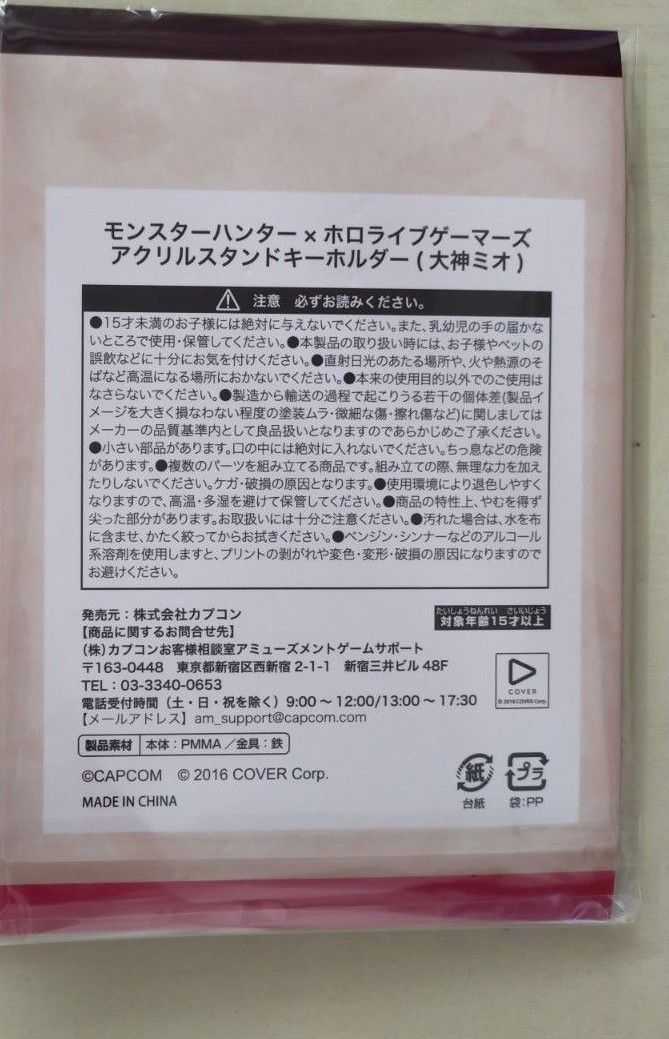 モンスターハンター × ホロライブゲーマーズ
アクリルスタンドキーホルダー ( 大神ミオ )
注意 必ずお読みください。
●15才未満のお子様には絶対に与えないでください。また、乳幼児の手の届かな
いところで使用・保管してください。●本製品の取り扱い時には、お子様やペットの
誤飲などに十分にお気を付けください。●直射日光のあたる場所や、火や熱源のそ
ばなど高温になる場所におかないでください。●本来の使用目的以外でのご使用は
なさらないでください。●製造から輸送の過程で起こりうる若干の個体差(製品イ
メージを大きく損なわない程度の塗装ムラ・微細な傷・擦れ傷など)に関しましては
メーカーの品質基準内として良品扱いとなりますのであらかじめご了承ください。
●小さい部品があります。口の中には絶対に入れないでください。ちっ息などの危険
があります。●複数のパーツを組み立てる商品です。組み立ての際、無理な力を加え
たりしないでください。ケガ・破損の原因となります。●使用環境により退色しやすく
なりますので、高温・多湿を避けて保管してください。●商品の特性上、やむを得ず
尖った部分があります。お取扱いには十分ご注意ください。●汚れた場合は、水を布
に含ませ、かたく絞ってからお拭きください。●ベンジン・シンナーなどのアルコール
系溶剤を使用しますと、プリントの剥がれや変色・変形・破損の原因になりますので
お避けください。
発売元：株式会社カプコン
【商品に関するお問合せ先】
(株)カプコンお客様相談室アミューズメントゲームサポート
〒163-0448 東京都新宿区西新宿 2-1-1 新宿三井ビル 48F
TEL：03-3340-0653
電話受付時間（土・日・祝を除く）9:00 ～ 12:00/13:00 ～ 17:30
【メールアドレス】am_support@capcom.com
たいしょうねんれい さいいじょう
対象年齢15才以上
COVER
© 2016 COVER Corp.
製品素材 本体：PMMA ／金具：鉄
©CAPCOM © 2016 COVER Corp.
MADE IN CHINA
紙
台紙
プラ
袋:PP